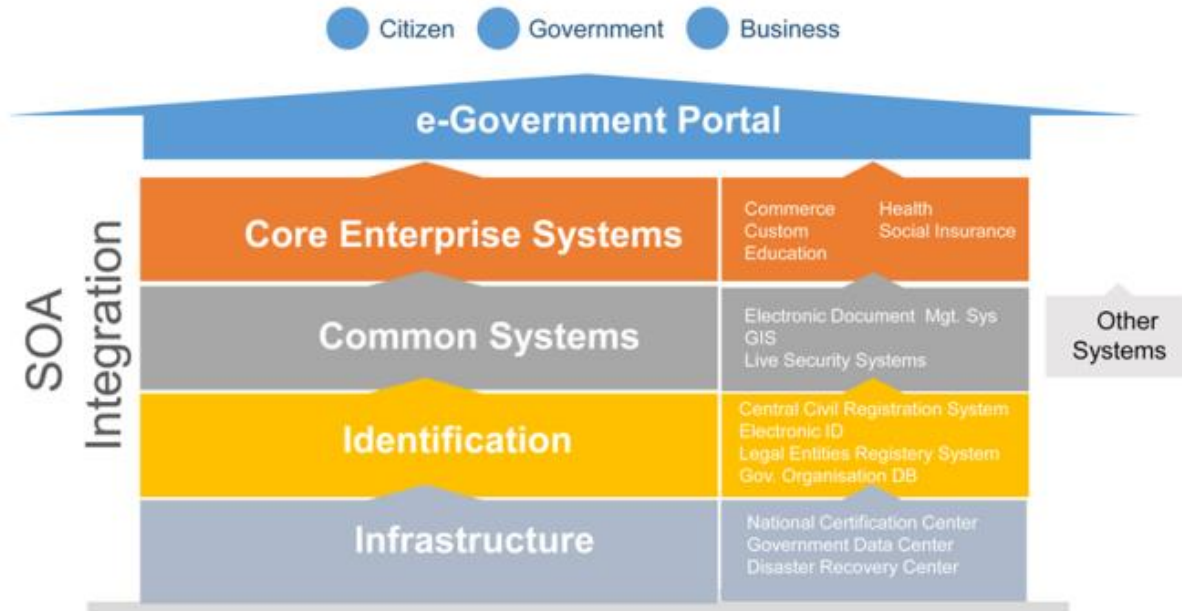 Citizen Government Business
e-Government Portal
SOA
Integration
Core Enterprise Systems
Commerce Health
Custom Social Insurance
Education
Common Systems
Electronic Document Mgt. Sys
GIS
Live Security Systems
Other
Systems
Identification
Central Civil Registration System
Electronic ID
Legal Entities Registery System
Gov. Organisation DB
Infrastructure
National Certification Center
Government Data Center
Disaster Recovery Center